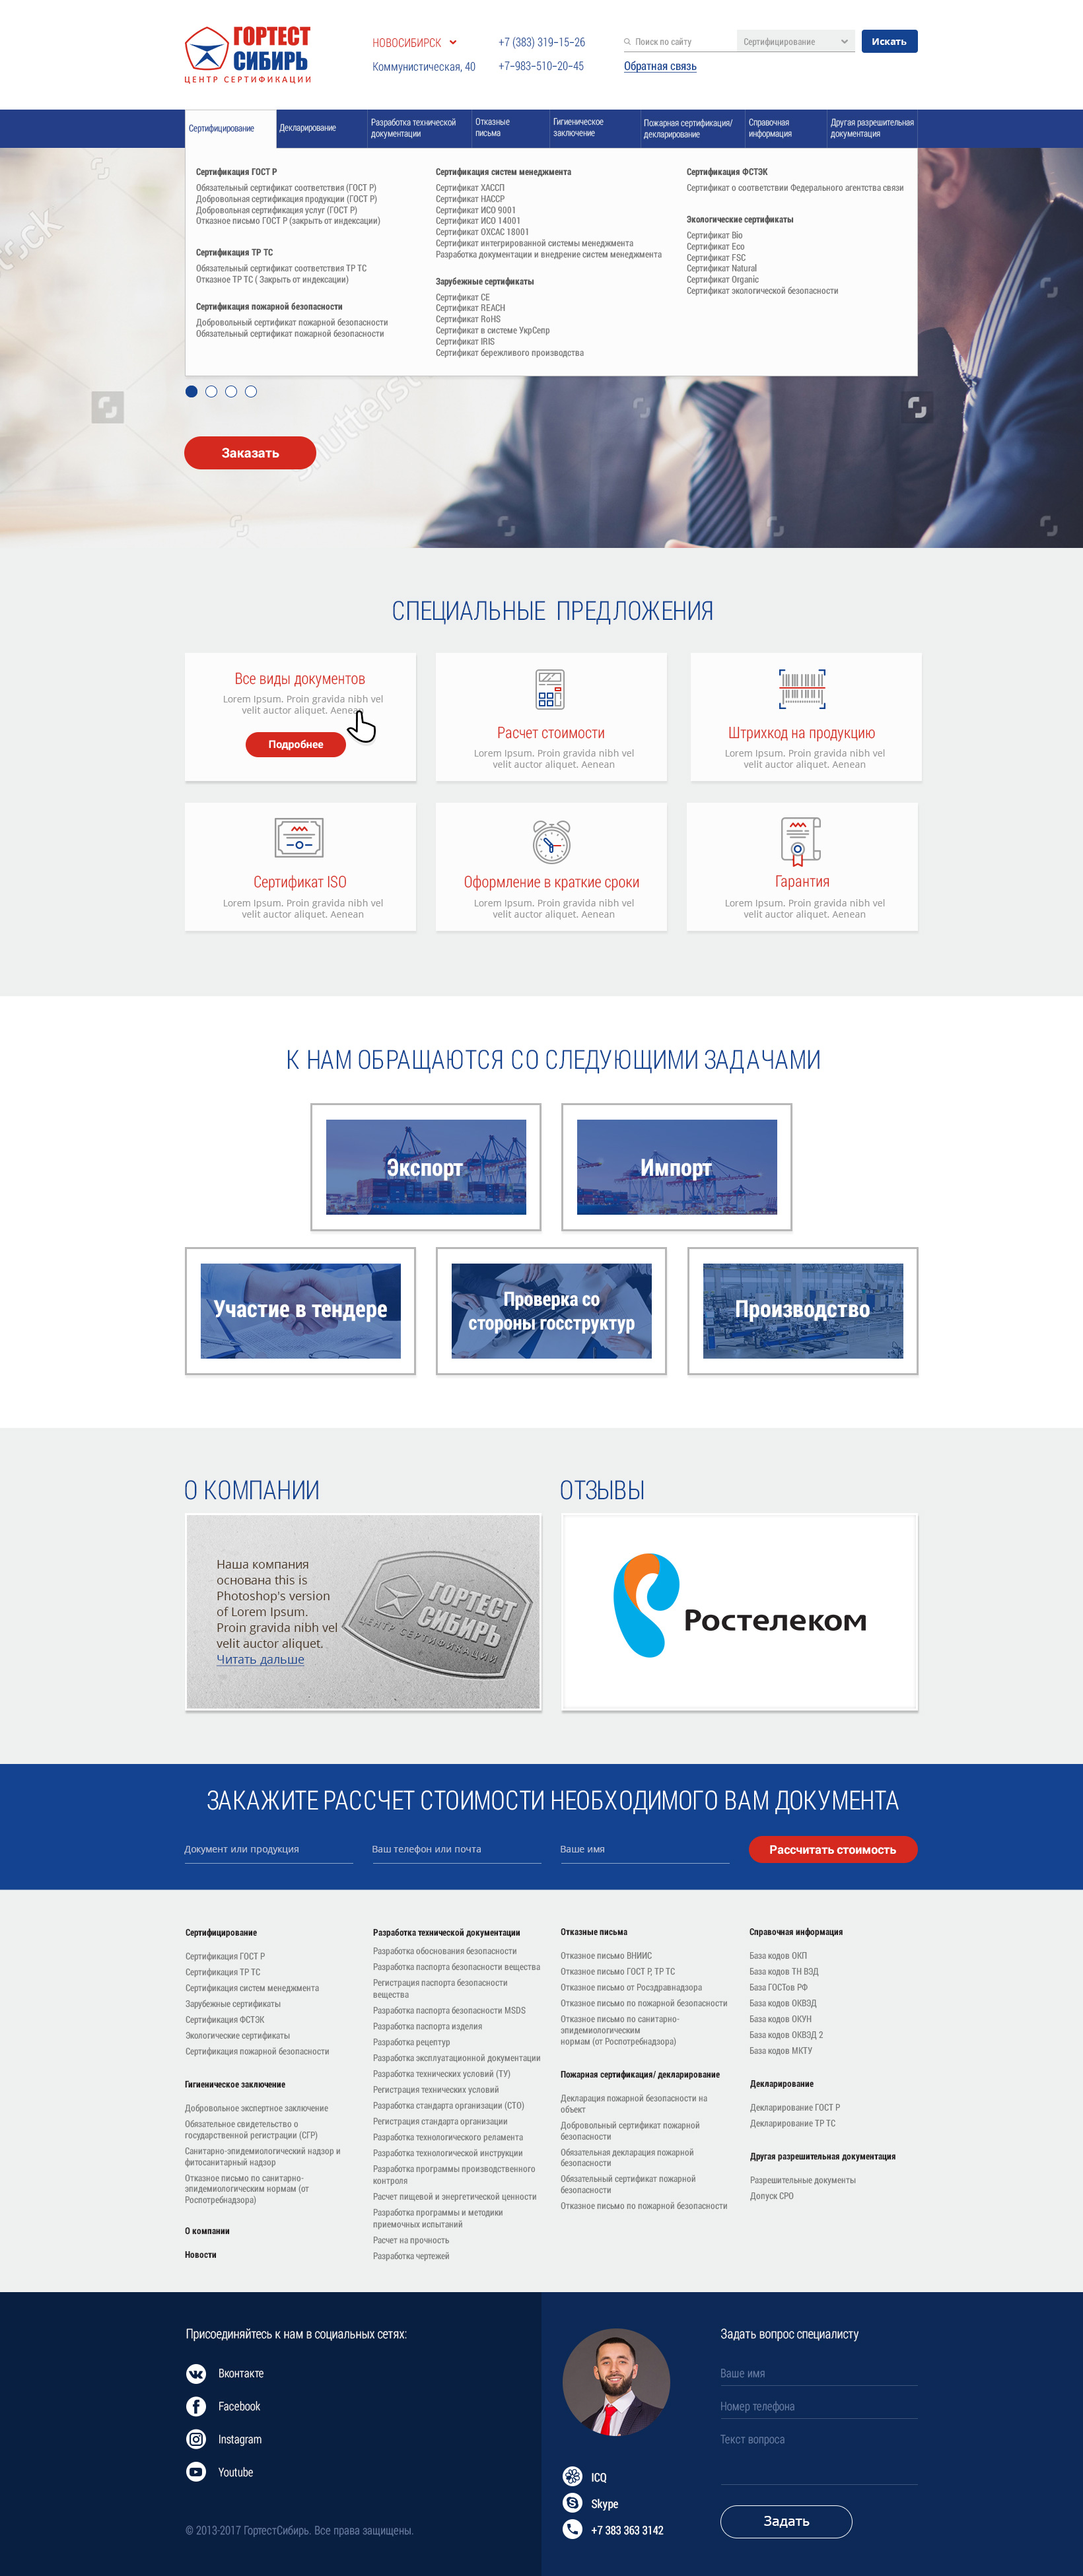 ГОРТЕСТ
СИБИРЬ
ЦЕНТР СЕРТИФИКАЦИИ
НОВОСИБИРСК
Коммунистическая, 40
+7 (383) 319-15-26
+7-983-510-20-45
Поиск по сайту
Сертифицирование
Искать
Обратная связь
Сертифицирование
Декларирование
Разработка технической
документации
Отказные
письма
Гигиеническое
заключение
Пожарная сертификация/
декларирование
Справочная
информация
Другая разрешительная
документация
Сертификация ГОСТ Р
Обязательный сертификат соответствия (ГОСТ Р)
Добровольная сертификация продукции (ГОСТ Р)
Добровольная сертификация услуг (ГОСТ Р)
Отказное письмо ГОСТ Р (закрыть от индексации)
Сертификация ТР ТС
Обязательный сертификат соответствия ТР ТС
Отказное ТР ТС ( Закрыть от индексации)
Сертификация пожарной безопасности
Добровольный сертификат пожарной безопасности
Обязательный сертификат пожарной безопасности
Сертификация систем менеджмента
Сертификат ХАССП
Сертификат HACCP
Сертификат ИСО 9001
Сертификат ИСО 14001
Сертификат ОХСАС 18001
Сертификат интегрированной системы менеджмента
Разработка документации и внедрение систем менеджмента
Зарубежные сертификаты
Сертификат СЕ
Сертификат REACH
Сертификат RoHS
Сертификат в системе УкрСепр
Сертификат IRIS
Сертификат бережливого производства
Сертификация ФСТЭК
Сертификат о соответствии Федерального агентства связи
Экологические сертификаты
Сертификат Bio
Сертификат Eco
Сертификат FSC
Сертификат Natural
Сертификат Organic
Сертификат экологической безопасности
Заказать
СПЕЦИАЛЬНЫЕ ПРЕДЛОЖЕНИЯ
Все виды документов
Lorem Ipsum. Proin gravida nibh vel
velit auctor aliquet. Aenean
Подробнее
Расчет стоимости
Lorem Ipsum. Proin gravida nibh vel
velit auctor aliquet. Aenean
Штрихкод на продукцию
Lorem Ipsum. Proin gravida nibh vel
velit auctor aliquet. Aenean
Сертификат ISO
Lorem Ipsum. Proin gravida nibh vel
velit auctor aliquet. Aenean
Оформление в краткие сроки
Lorem Ipsum. Proin gravida nibh vel
velit auctor aliquet. Aenean
Гарантия
Lorem Ipsum. Proin gravida nibh vel
velit auctor aliquet. Aenean
К НАМ ОБРАЩАЮТСЯ СО СЛЕДУЮЩИМИ ЗАДАЧАМИ
Экспорт
Импорт
Участие в тендере
Проверка со
стороны госструктур
Производство
О КОМПАНИИ
Наша компания
основана this is
Photoshop's version
of Lorem Ipsum.
Proin gravida nibh vel
velit auctor aliquet.
Читать дальше
ГОРТЕСТ
СИБИРЬ
ЦЕНТР СЕРТИФИКАЦИИ
ОТЗЫВЫ
Ростелеком
ЗАКАЖИТЕ РАССЧЕТ СТОИМОСТИ НЕОБХОДИМОГО ВАМ ДОКУМЕНТА
Документ или продукция
Ваш телефон или почта
Ваше имя
Рассчитать стоимость
Сертифицирование
Сертификация ГОСТ Р
Сертификация ТР ТС
Сертификация систем менеджмента
Зарубежные сертификаты
Сертификация ФСТЭК
Экологические сертификаты
Сертификация пожарной безопасности
Гигиеническое заключение
Добровольное экспертное заключение
Обязательное свидетельство о
государственной регистрации (СГР)
Санитарно-эпидемиологический надзор и
фитосанитарный надзор
Отказное письмо по санитарно-
эпидемиологическим нормам (от
Роспотребнадзора)
О компании
Новости
Разработка технической документации
Разработка обоснования безопасности
Разработка паспорта безопасности вещества
Регистрация паспорта безопасности
вещества
Разработка паспорта безопасности MSDS
Разработка паспорта изделия
Разработка рецептур
Разработка эксплуатационной документации
Разработка технических условий (ТУ)
Регистрация технических условий
Разработка стандарта организации (СТО)
Регистрация стандарта организации
Разработка технологического реламента
Разработка технологической инструкции
Разработка программы производственного
контроля
Расчет пищевой и энергетической ценности
Разработка программы и методики
приемочных испытаний
Расчет на прочность
Разработка чертежей
Отказные письма
Отказное письмо ВНИИС
Отказное письмо ГОСТ Р, ТР ТС
Отказное письмо от Росздравнадзора
Отказное письмо по пожарной безопасности
Отказное письмо по санитарно-
эпидемиологическим
нормам (от Роспотребнадзора)
Пожарная сертификация/ декларирование
Декларация пожарной безопасности на
объект
Добровольный сертификат пожарной
безопасности
Обязательная декларация пожарной
безопасности
Обязательный сертификат пожарной
безопасности
Отказное письмо по пожарной безопасности
Справочная информация
База кодов ОКП
База кодов ТН ВЭД
База ГОСТов РФ
База кодов ОКВЭД
База кодов ОКУН
База кодов ОКВЭД 2
База кодов МКТУ
Декларирование
Декларирование ГОСТ Р
Декларирование ТР ТС
Другая разрешительная документация
Разрешительные документы
Допуск СРО
Присоединяйтесь к нам в социальных сетях:
Вконтакте
Facebook
Instagram
Youtube
© 2013-2017 ГортестСибирь. Все права защищены.
ICQ
Skype
+7 383 363 3142
Задать вопрос специалисту
Ваше имя
Номер телефона
Текст вопроса
Задать